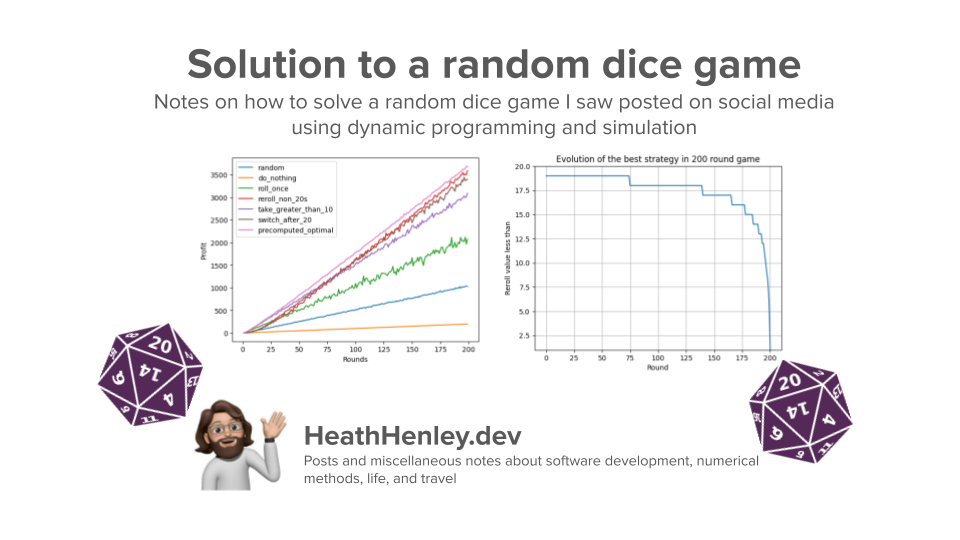 Solution to a random dice game
Notes on how to solve a random dice game I saw posted on social media
using dynamic programming and simulation
random
do_nothing
roll_once
reroll_non_20s
take_greater_than_10
switch_after_20
precomputed_optimal
Profit
3500
3000
2500
2000
1500
1000
500
0
0 25 50 75 100 125 150 175 200
Rounds
Evolution of the best strategy in 200 round game
Reroll value less than
20.0
17.5
15.0
12.5
10.0
7.5
5.0
2.5
0 25 50 75 100 125 150 175 200
Round
20
14
6
4
11
20
14
6
4
11
HeathHenley.dev
Posts and miscellaneous notes about software development, numerical
methods, life, and travel